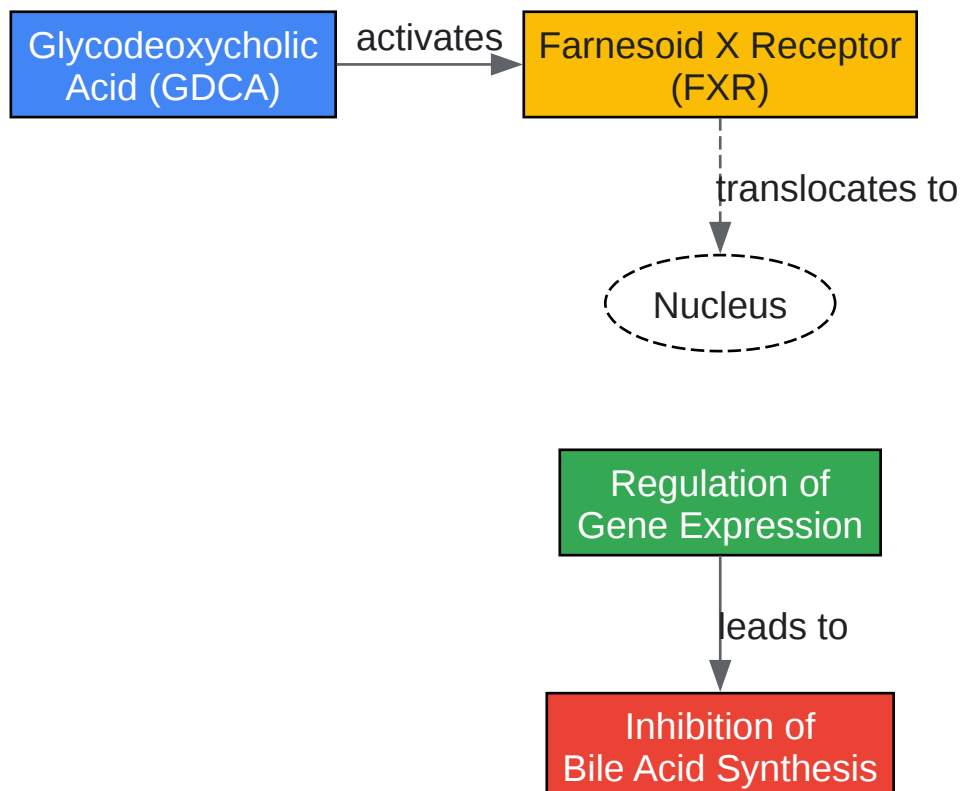 Glycodeoxycholic
Acid (GDCA)
activates
Farnesoid X Receptor
(FXR)
translocates to
Nucleus
Regulation of
Gene Expression
leads to
Inhibition of
Bile Acid Synthesis